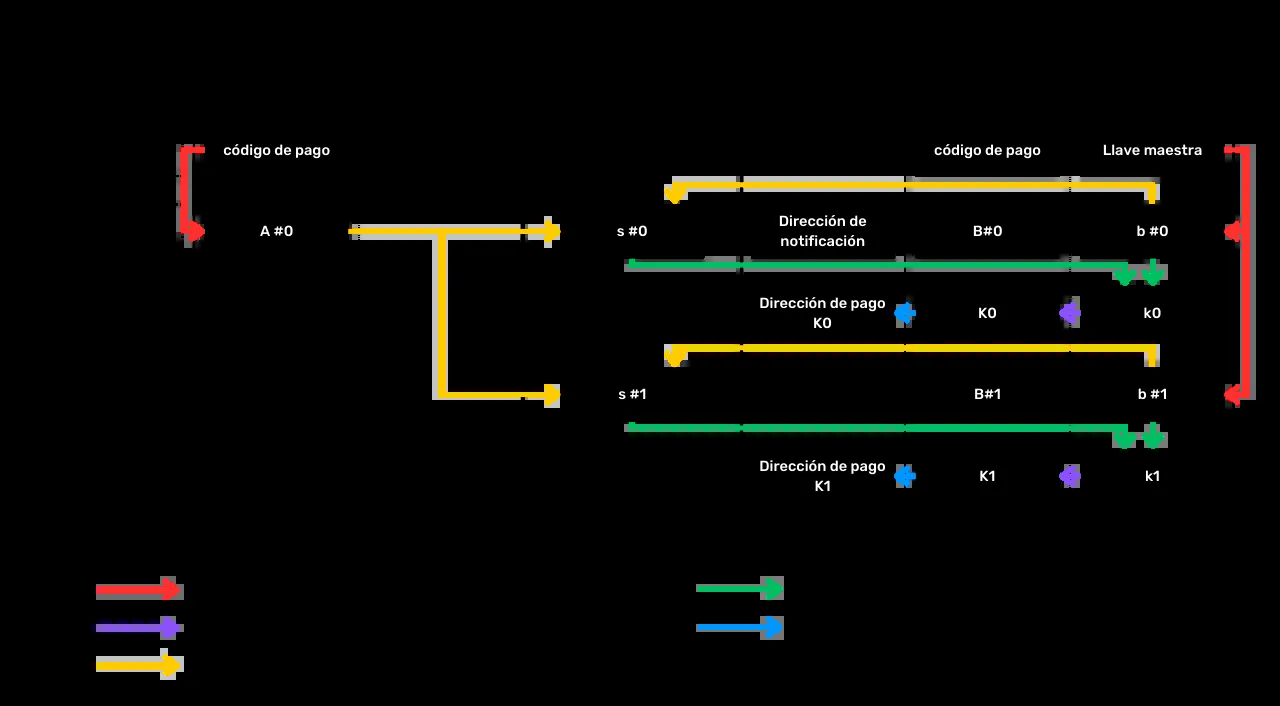 código de pago
código de pago
Llave maestra
A #0
s #0
Dirección de
notificación
B#0
b #0
Dirección de pago
K0
K0
k0
s #1
B#1
b #1
Dirección de pago
K1
K1
k1